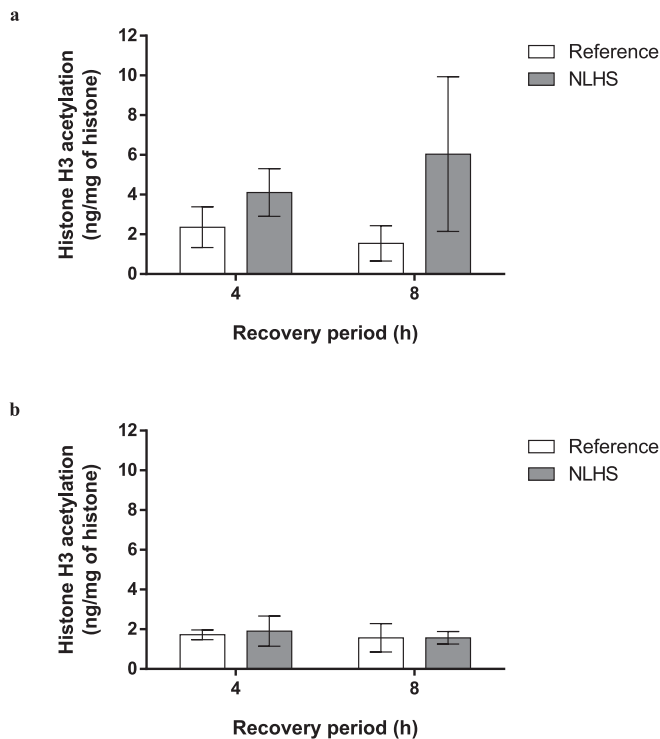 a
Histone H3 acetylation
(ng/mg of histone)
12
10
8
6
4
2
0
4
8
Recovery period (h)
Reference
NLHS
b
Histone H3 acetylation
(ng/mg of histone)
12
10
8
6
4
2
0
4
8
Recovery period (h)
Reference
NLHS